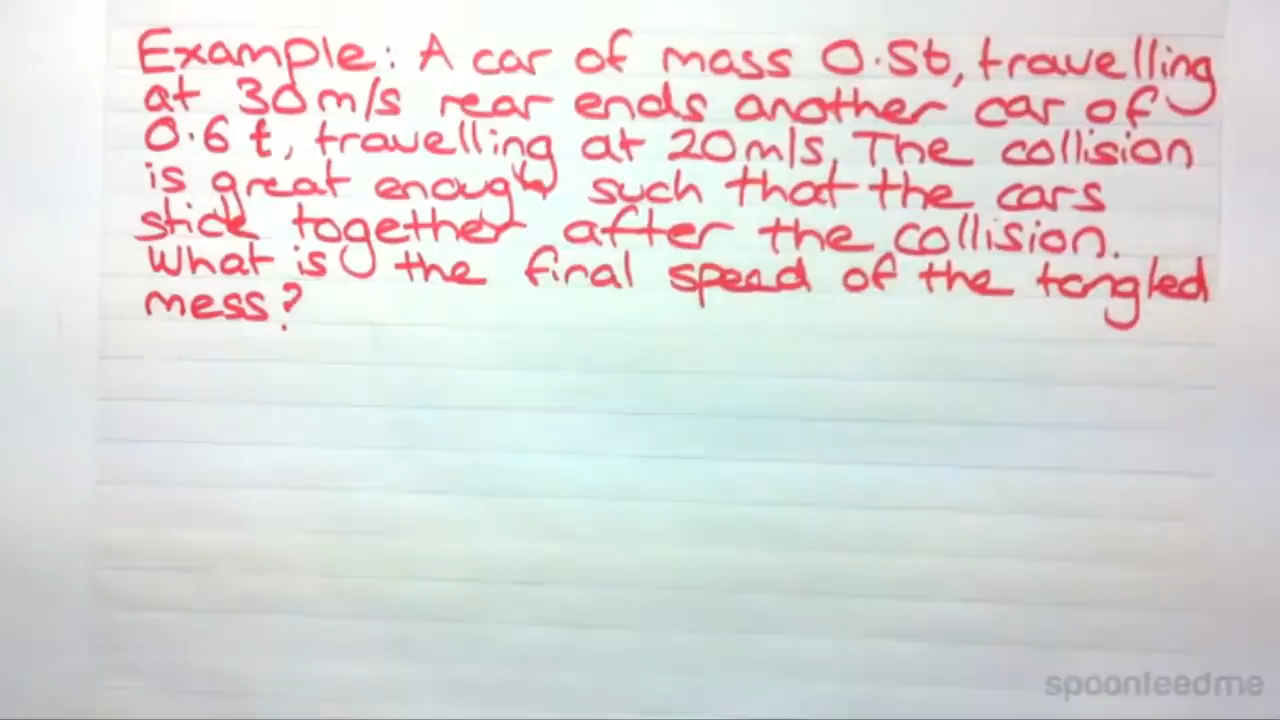 Example: A car of mass 0.5t, travelling
at 30m/s rear ends another car of
0.6t, travelling at 20m/s. The collision
is great enough such that the cars
stick together after the collision.
What is the final speed of the tangled
mess?
spoonfeedme